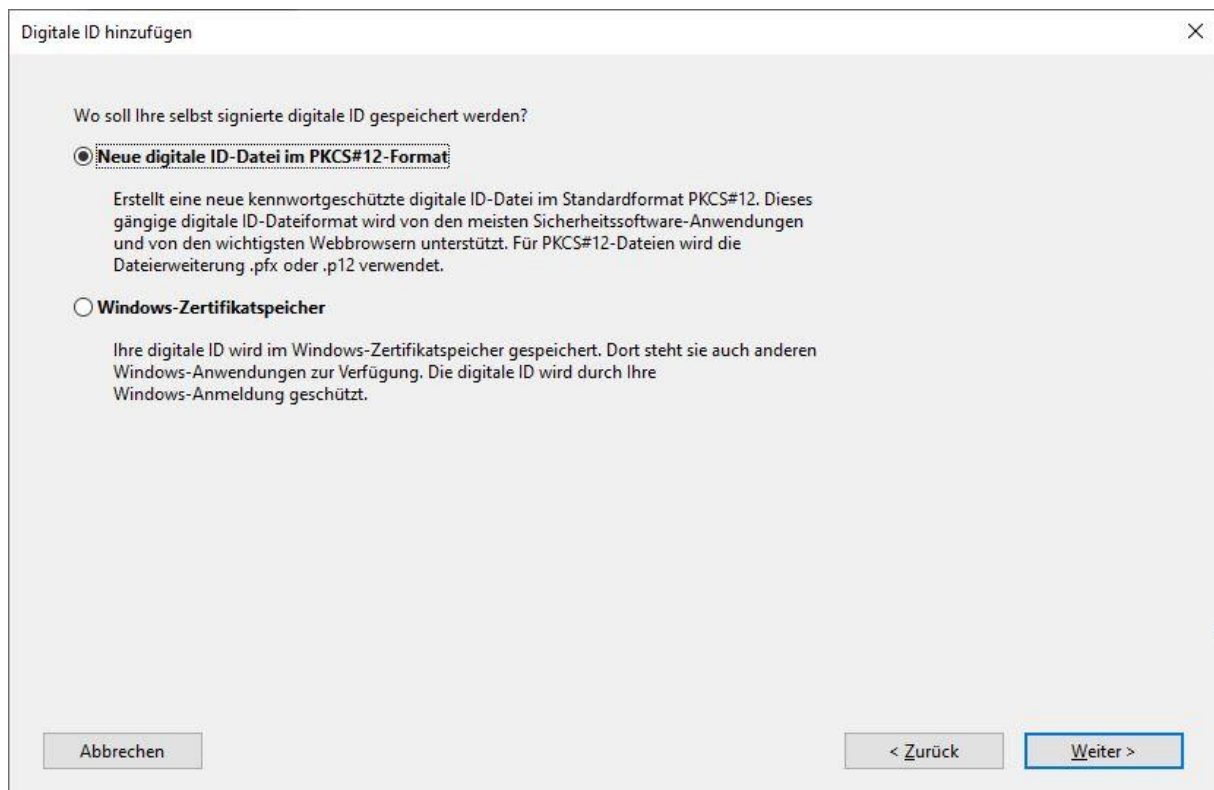 Digitale ID hinzufügen
Wo soll Ihre selbst signierte digitale ID gespeichert werden?
Neue digitale ID-Datei im PKCS#12-Format
Erstellt eine neue kennwortgeschützte digitale ID-Datei im Standardformat PKCS#12. Dieses
gängige digitale ID-Dateiformat wird von den meisten Sicherheitssoftware-Anwendungen
und von den wichtigsten Webbrowsern unterstützt. Für PKCS#12-Dateien wird die
Dateierweiterung .pfx oder .p12 verwendet.
Windows-Zertifikatspeicher
Ihre digitale ID wird im Windows-Zertifikatspeicher gespeichert. Dort steht sie auch anderen
Windows-Anwendungen zur Verfügung. Die digitale ID wird durch Ihre
Windows-Anmeldung geschützt.
Abbrechen
< Zurück
Weiter >